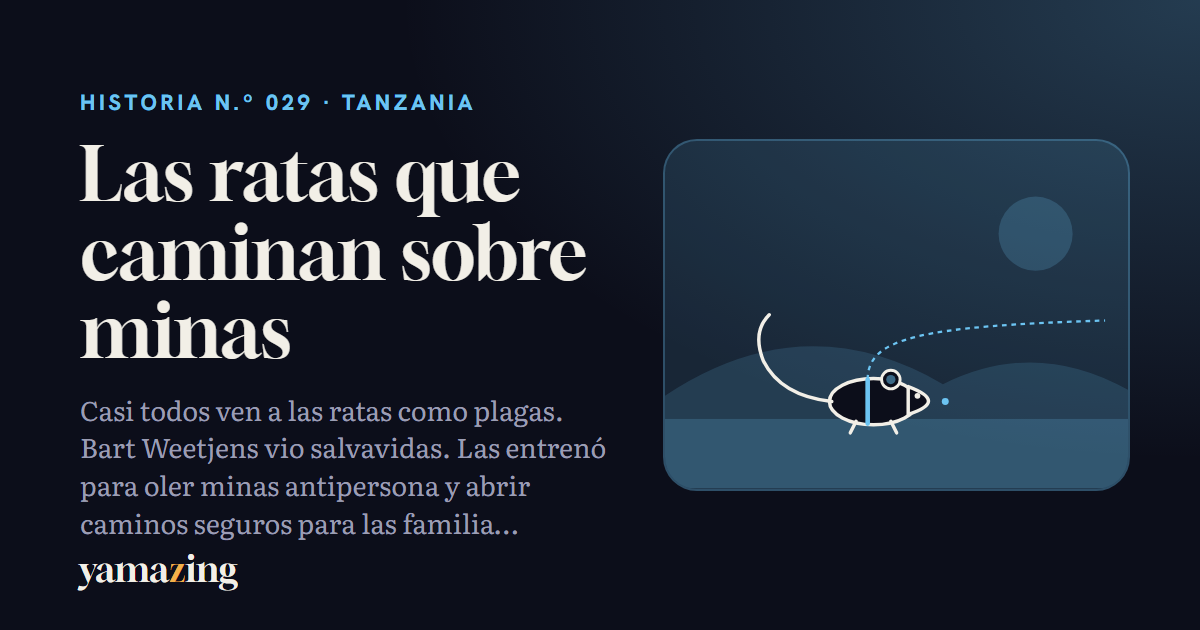 HISTORIA N.º 029 · TANZANIA
Las ratas que
caminan sobre
minas
Casi todos ven a las ratas como plagas.
Bart Weetjens vio salvavidas. Las entrenó
para oler minas antipersona y abrir
caminos seguros para las familia…
yamazing